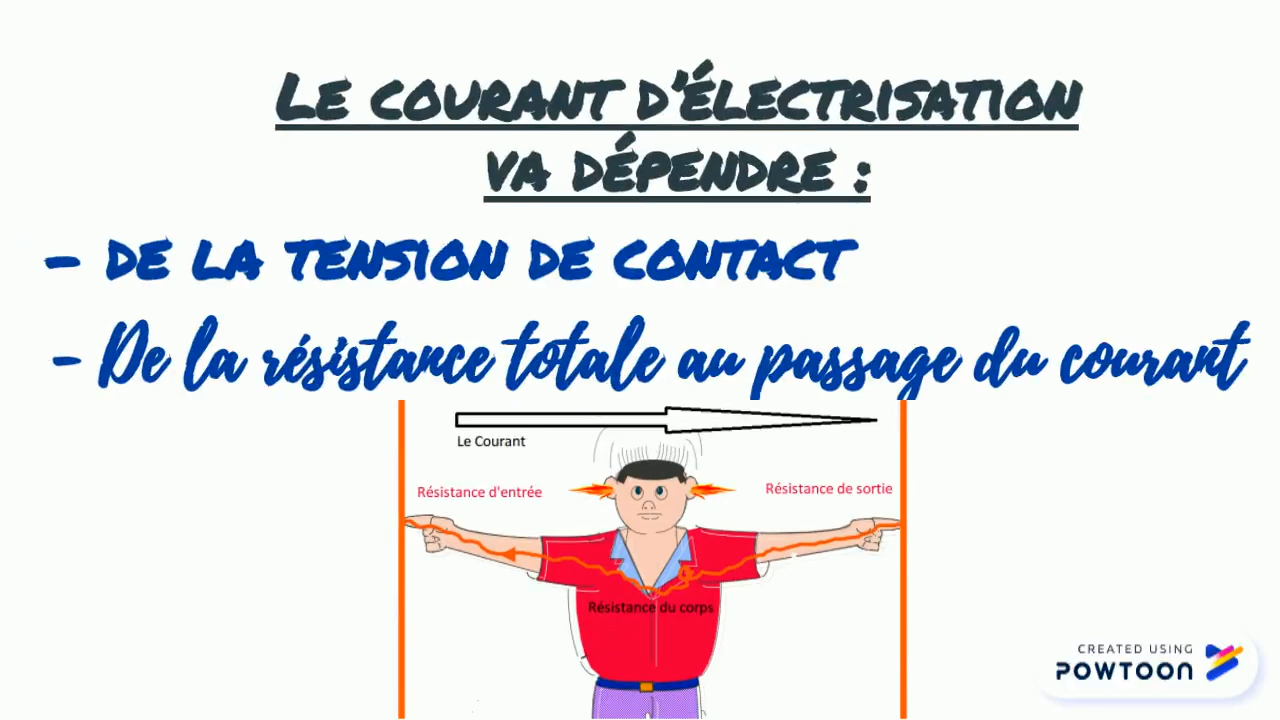 Le courant d'électrisation
va dépendre :
- de la tension de contact
- De la résistance totale au passage du courant
Le Courant
Résistance d'entrée
Résistance de sortie
Résistance du corps
CREATED USING
POWTOON